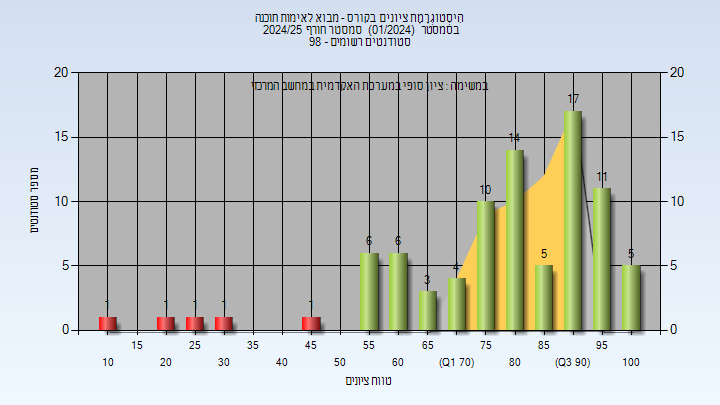 היסטוגרמת ציונים בקורס - מבוא לאימות תוכנה
בסמסטר (01/2024) סמסטר חורף 2024/25
סטודנטים רשומים - 98
במשימה : ציון סופי במערכת האקדמית במחשב המרכזי
20 20
15 15
10 10
5 5
0 0
מספר סטודנטים
1 1 1 1 1 6 6 3 4 10 14 5 17 11 5
15 25 35 45 55 65 75 85 95
10 20 30 40 50 60 (Q1 70) 80 (Q3 90) 100
טווח ציונים